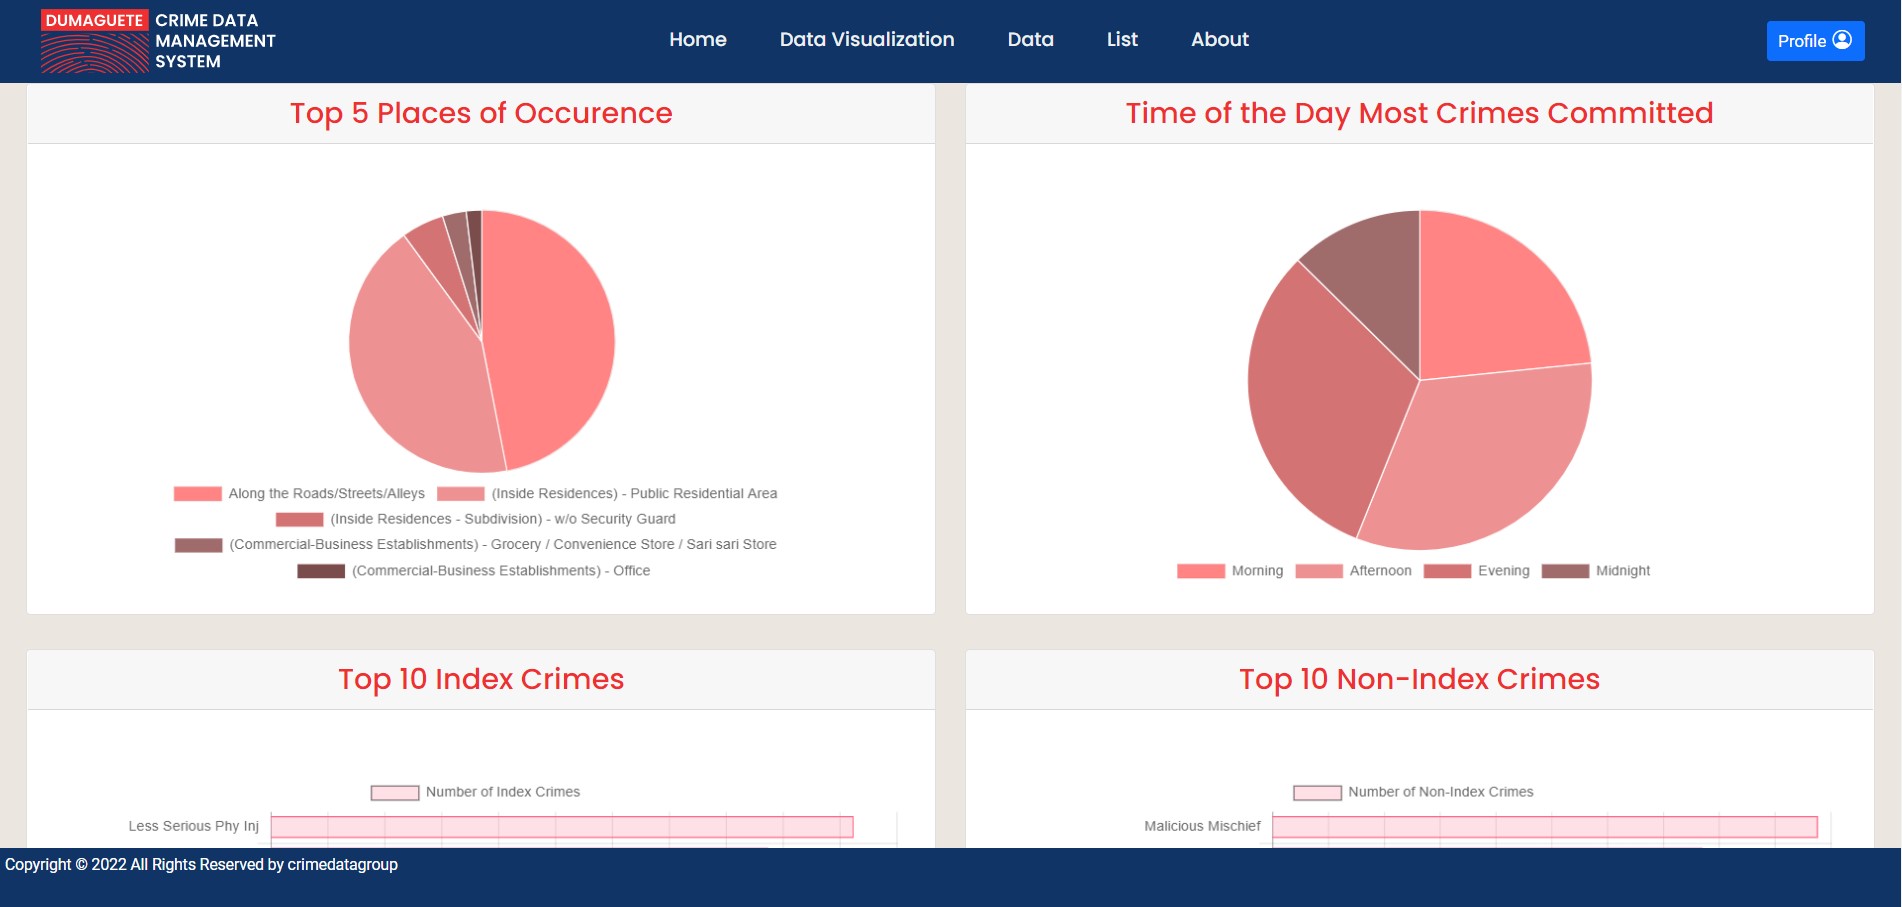 DUMAGUETE CRIME DATA
MANAGEMENT
SYSTEM
Home Data Visualization Data List About
Profile
Top 5 Places of Occurence
Along the Roads/Streets/Alleys (Inside Residences) - Public Residential Area
(Inside Residences - Subdivision) - w/o Security Guard
(Commercial-Business Establishments) - Grocery / Convenience Store / Sari sari Store
(Commercial-Business Establishments) - Office
Time of the Day Most Crimes Committed
Morning Afternoon Evening Midnight
Top 10 Index Crimes
Number of Index Crimes
Less Serious Phy Inj
Top 10 Non-Index Crimes
Number of Non-Index Crimes
Malicious Mischief
Copyright © 2022 All Rights Reserved by crimedatagroup